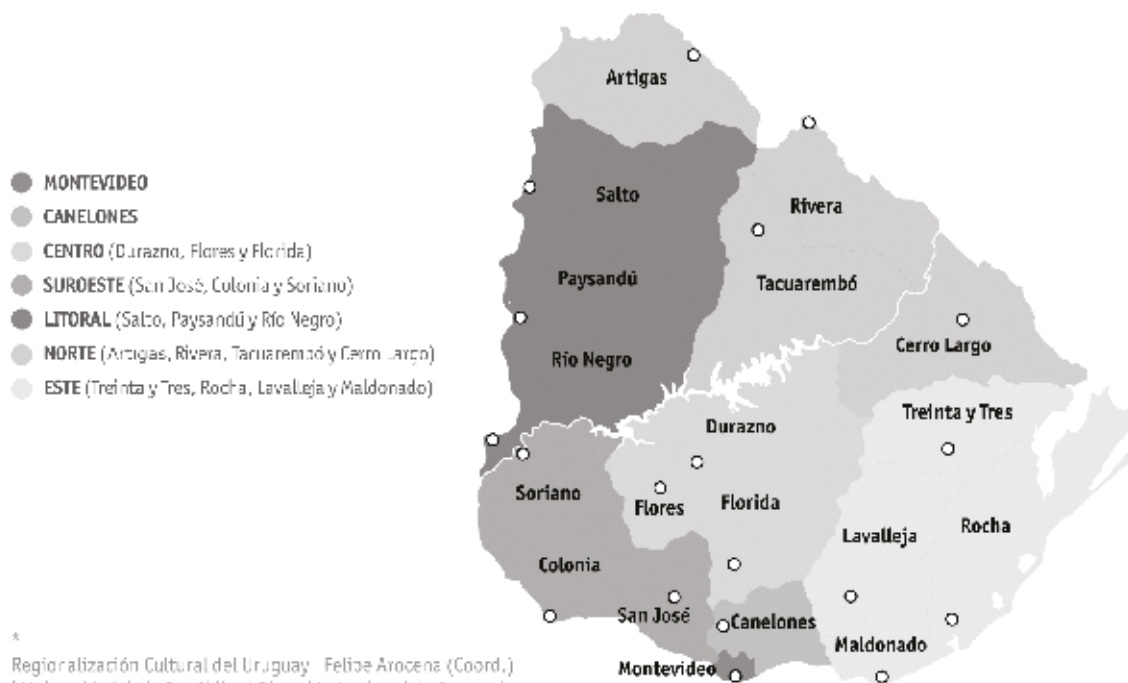 Artigas
Salto
Rivera
Paysandú
Tacuarembó
Río Negro
Cerro Largo
Treinta y Tres
Durazno
Soriano
Flores
Florida
Rocha
Lavalleja
Colonia
San José
Canelones
Maldonado
Montevideo
MONTEVIDEO
CANELONES
CENTRO (Durazno, Flores y Florida)
SUROESTE (San José, Colonia y Soriano)
LITORAL (Salto, Paysandú y Río Negro)
NORTE (Artigas, Rivera, Tacuarembó y Cerro Largo)
ESTE (Treinta y Tres, Rocha, Lavalleja y Maldonado)
*
Regionalización Cultural del Uruguay Felipe Arocena (Coord.)